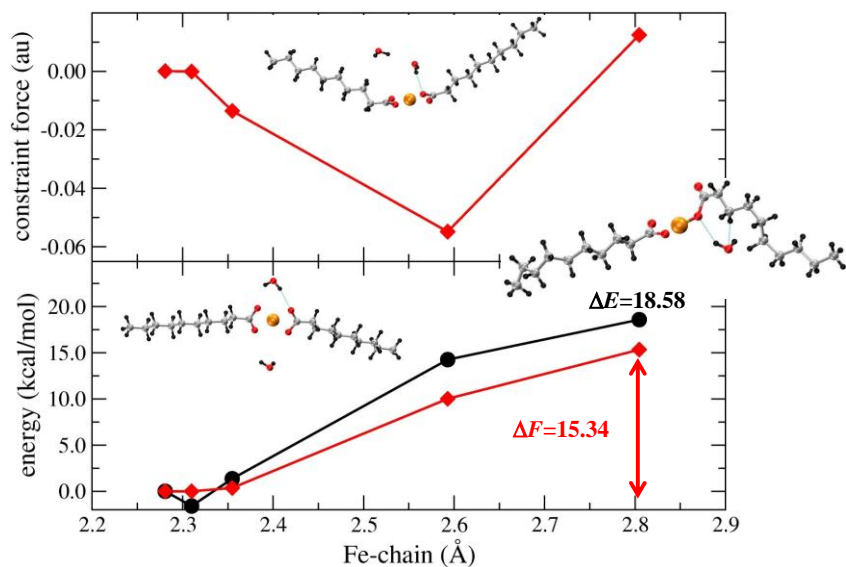 constraint force (au)
0.00
-0.02
-0.04
-0.06
energy (kcal/mol)
20.0
15.0
10.0
5.0
0.0
ΔE=18.58
ΔF=15.34
2.2 2.3 2.4 2.5 2.6 2.7 2.8 2.9
Fe-chain (Å)